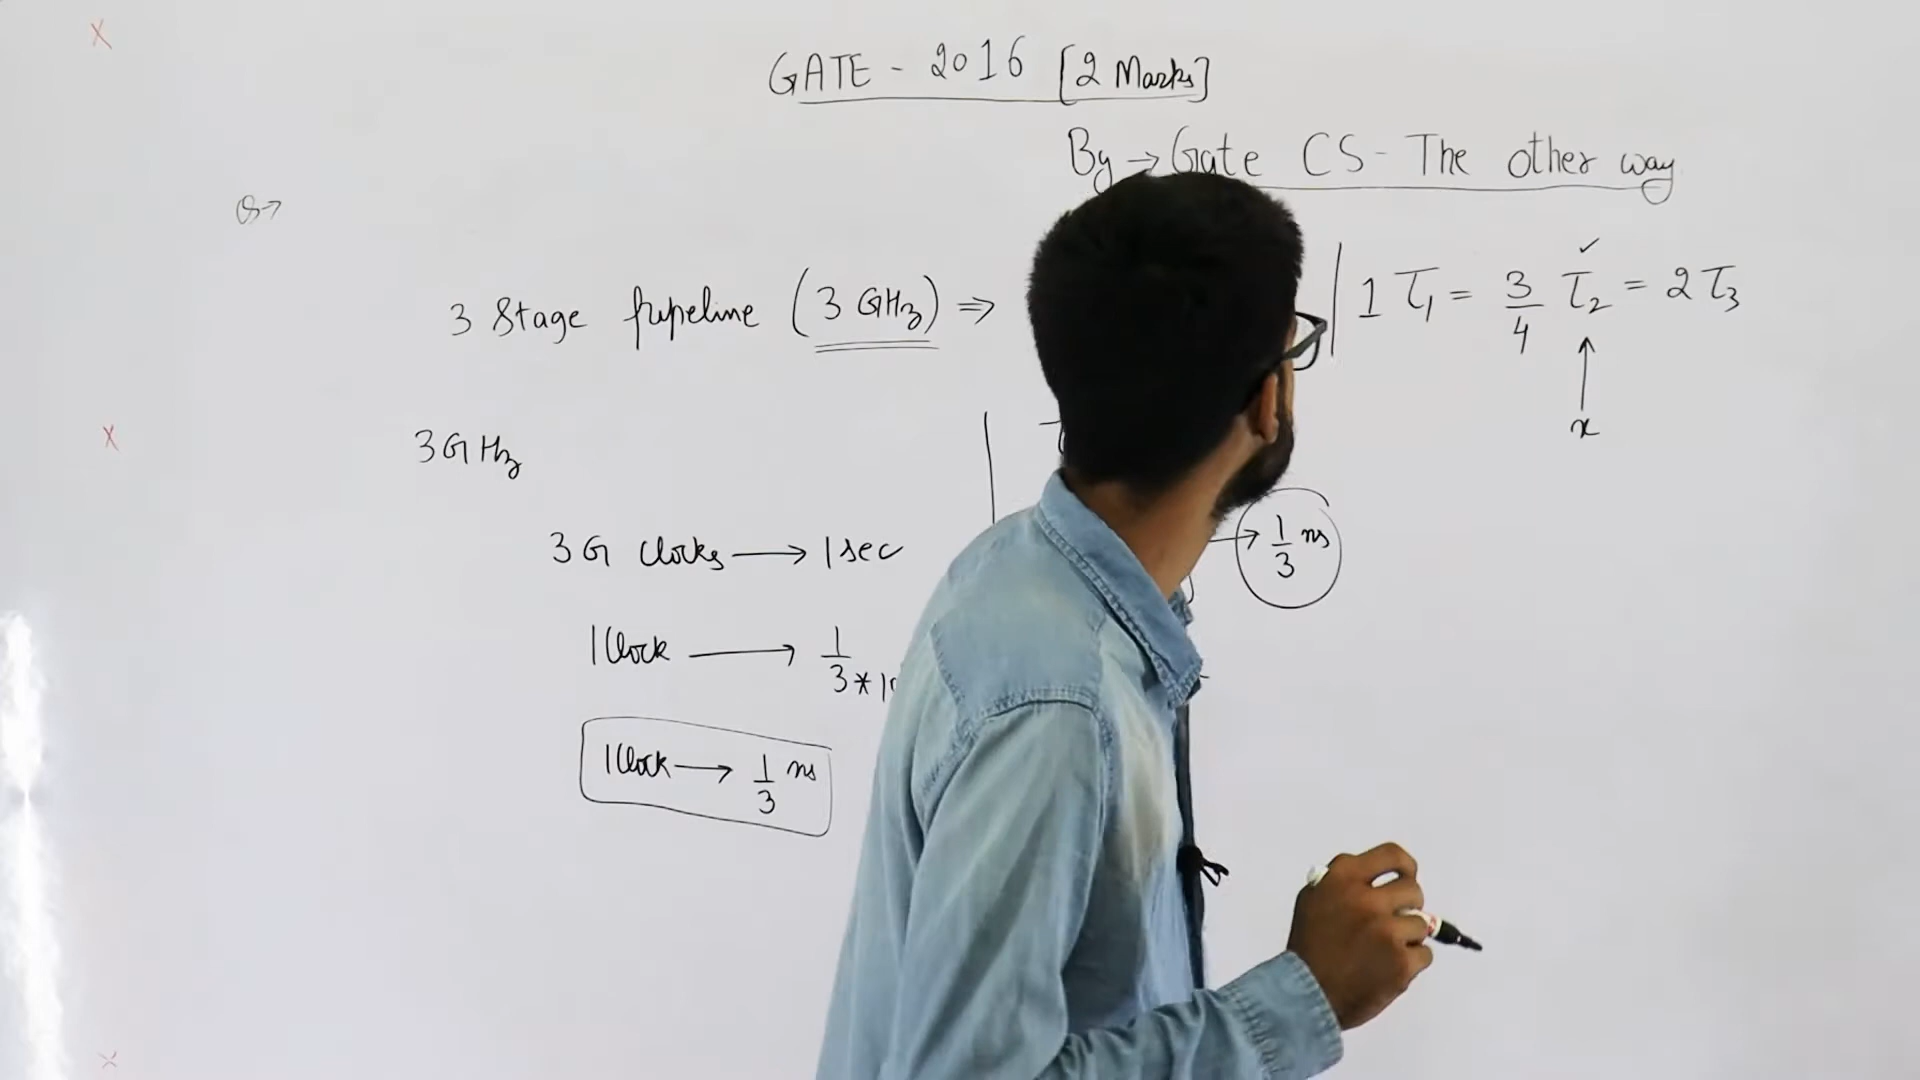 GATE - 2016 [2 Marks]
By → Gate CS - The other way
Q→
3 Stage pipeline (3 GHz) ⇒ | 1 τ₁ = 3/4 τ₂ = 2 τ₃
✓
↑
x
3 GHz
3G Clocks → 1 sec
1 Clock → 1/3*10
1 Clock → 1/3 ns
→ 1/3 ns